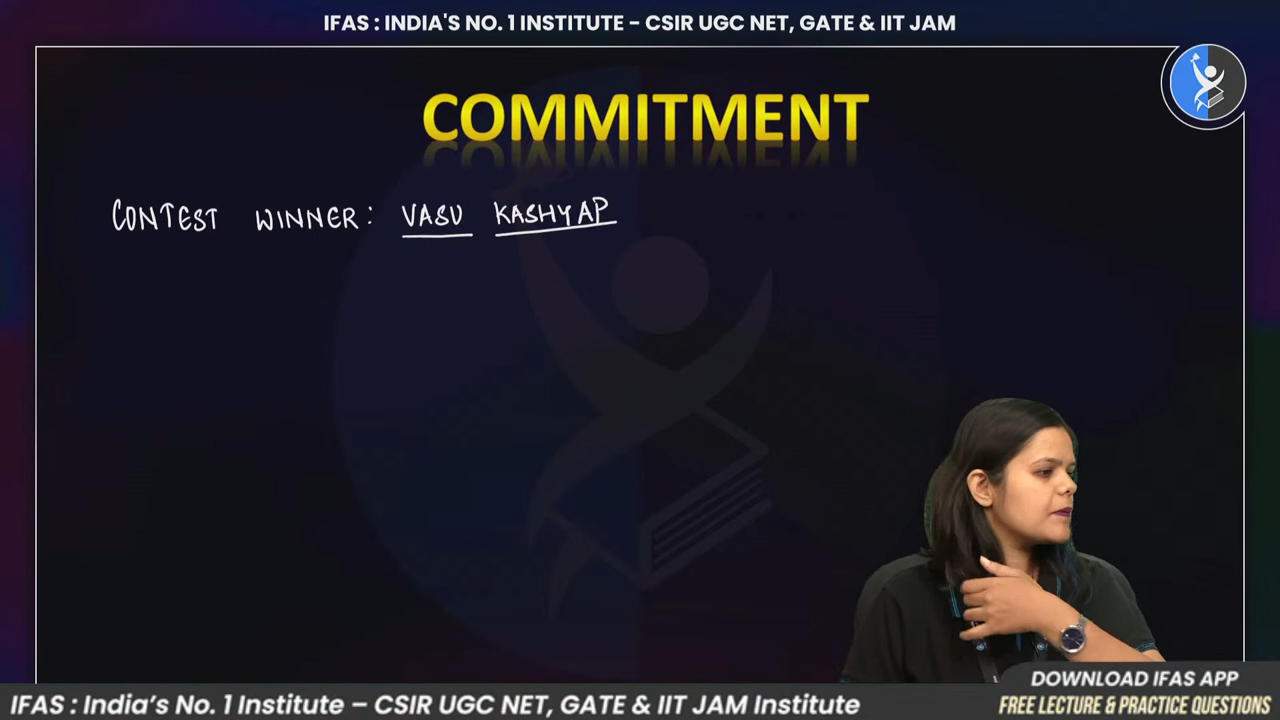 IFAS : INDIA'S NO. 1 INSTITUTE - CSIR UGC NET, GATE & IIT JAM
COMMITMENT
CONTEST WINNER: VASU KASHYAP
DOWNLOAD IFAS APP
IFAS : India's No. 1 Institute – CSIR UGC NET, GATE & IIT JAM Institute
FREE LECTURE & PRACTICE QUESTIONS